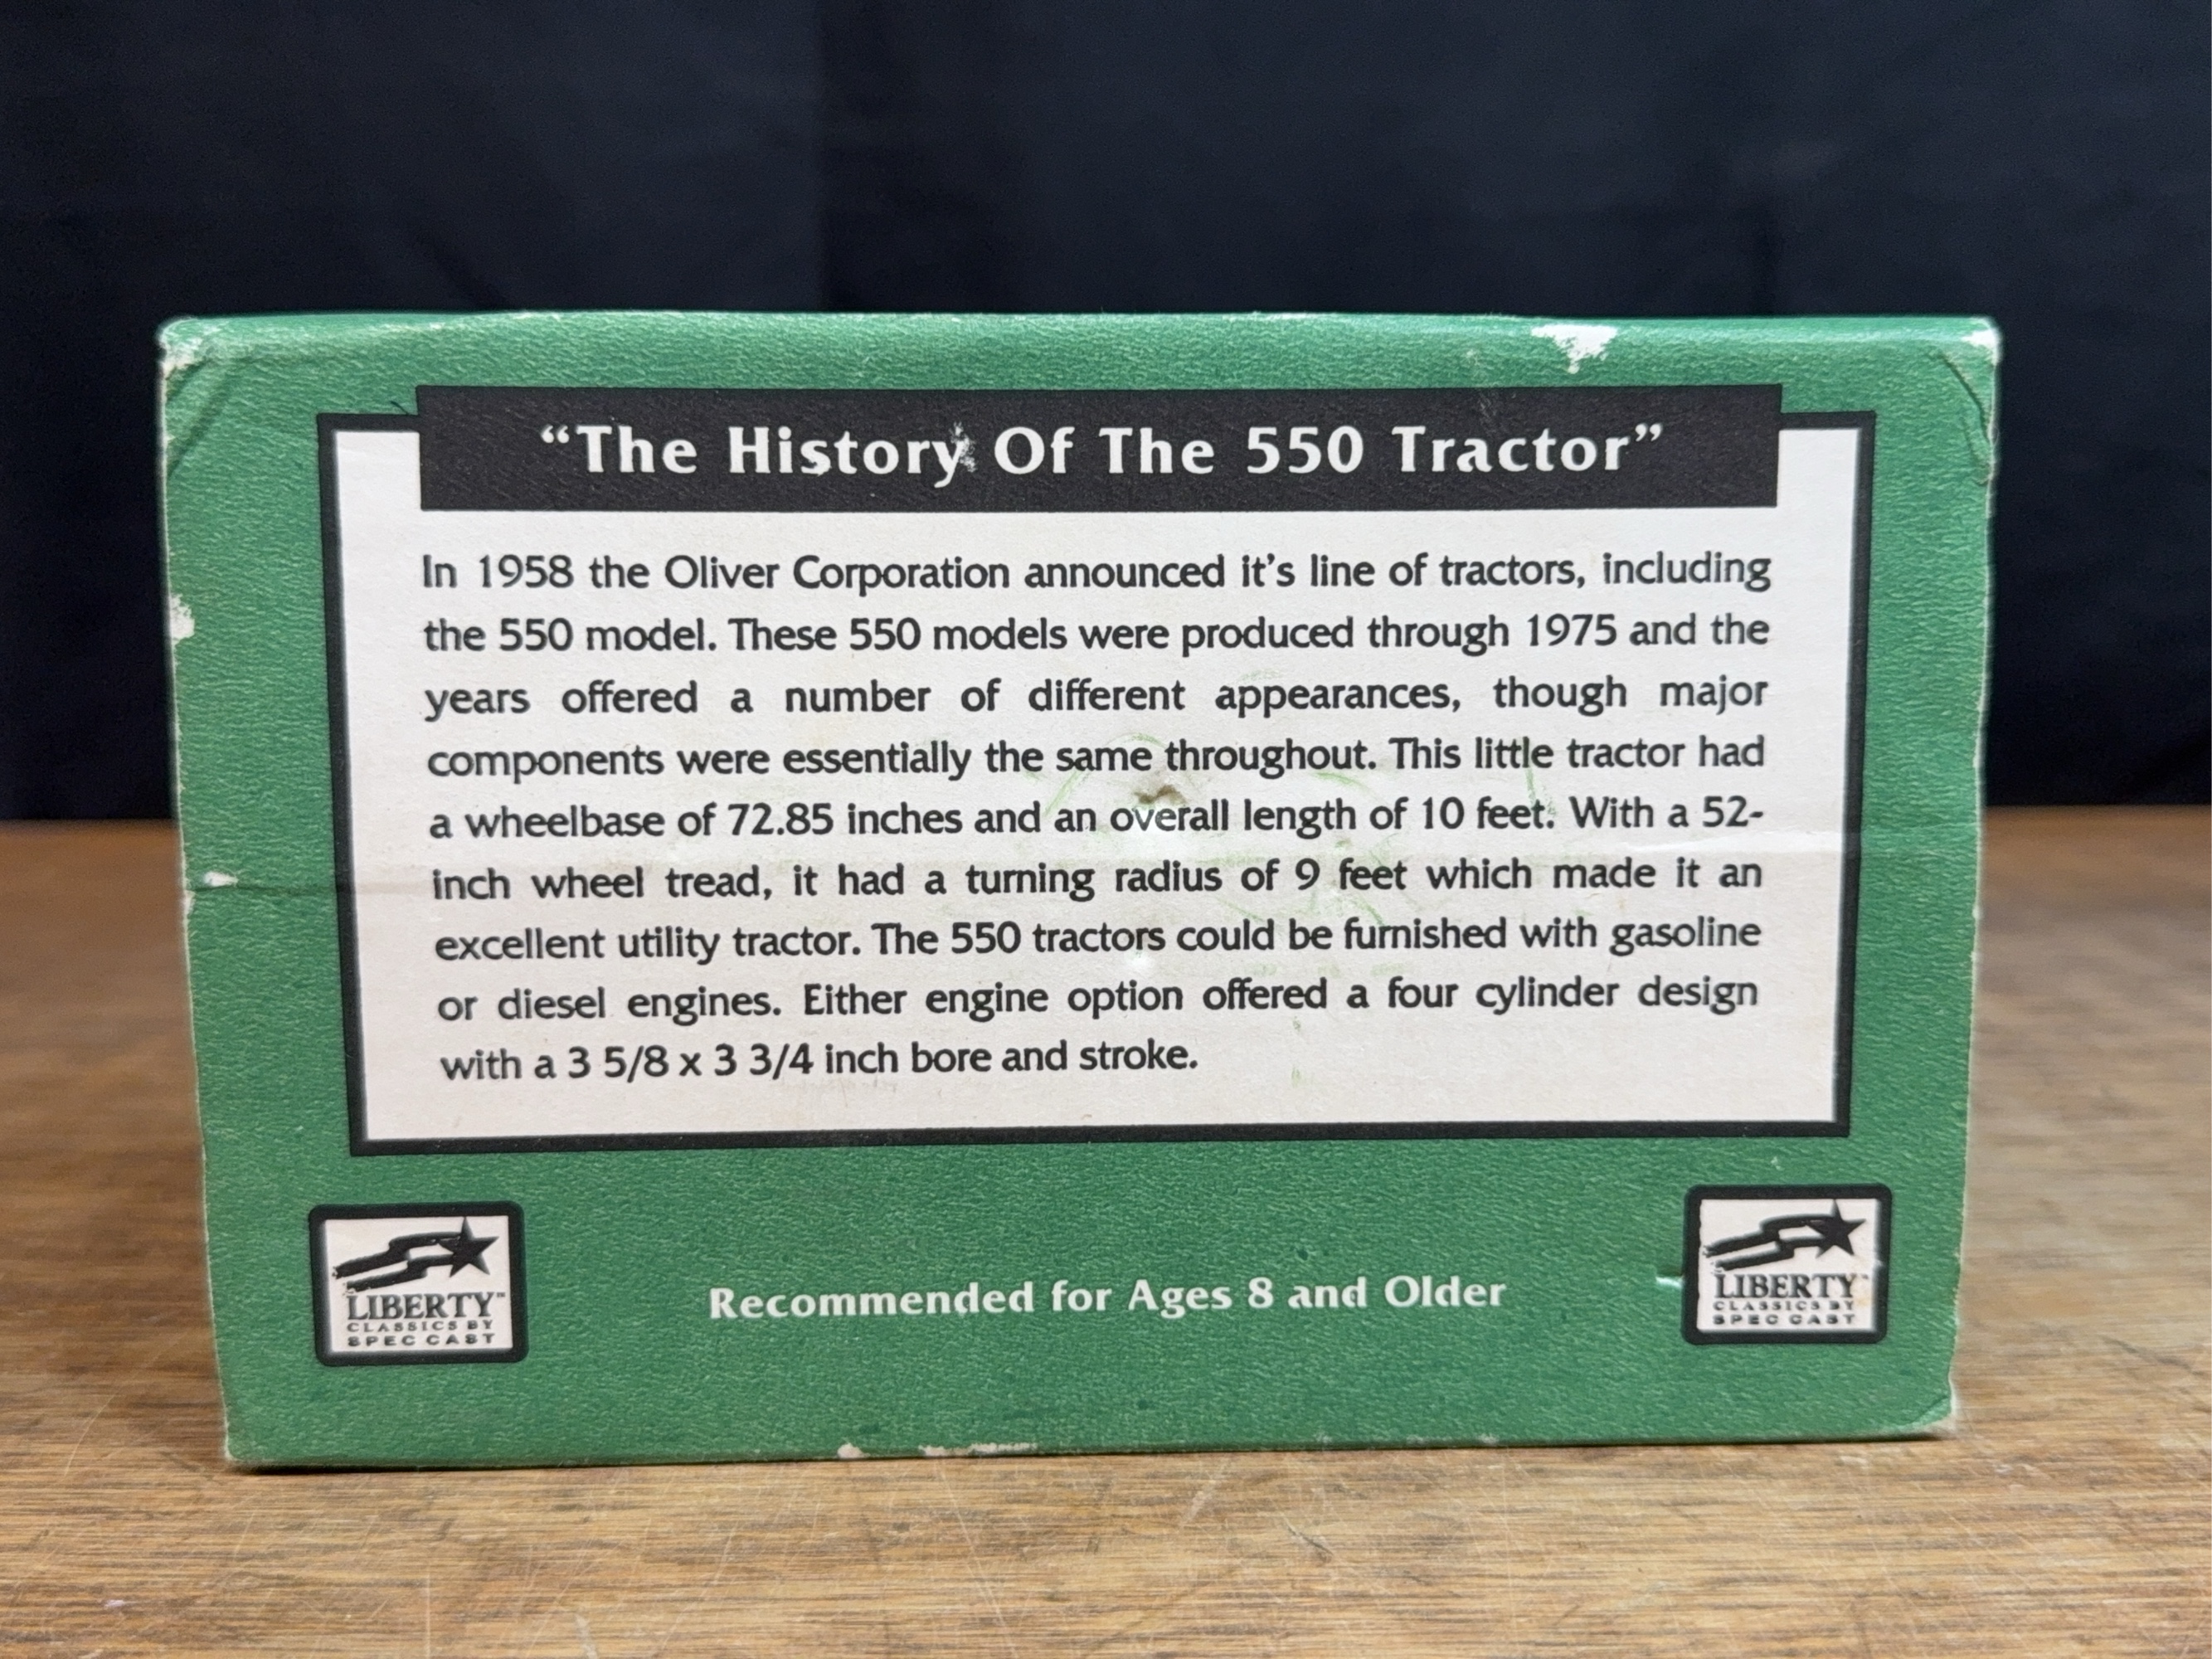 “The History Of The 550 Tractor”
In 1958 the Oliver Corporation announced it’s line of tractors, including
the 550 model. These 550 models were produced through 1975 and the
years offered a number of different appearances, though major
components were essentially the same throughout. This little tractor had
a wheelbase of 72.85 inches and an overall length of 10 feet. With a 52-
inch wheel tread, it had a turning radius of 9 feet which made it an
excellent utility tractor. The 550 tractors could be furnished with gasoline
or diesel engines. Either engine option offered a four cylinder design
with a 3 5/8 x 3 3/4 inch bore and stroke.
LIBERTY™
CLASSICS BY
SPEC CAST
Recommended for Ages 8 and Older
LIBERTY™
CLASSICS BY
SPEC CAST